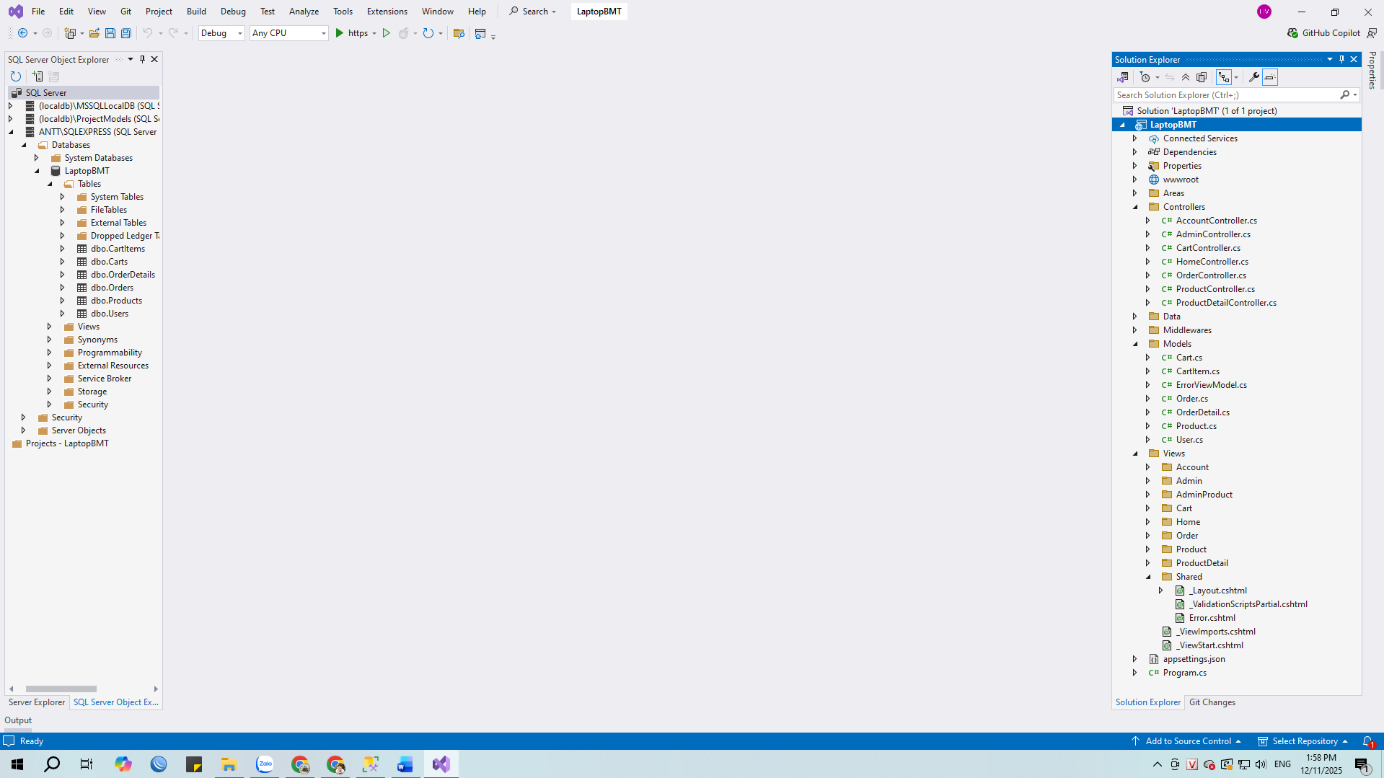 File Edit View Git Project Build Debug Test Analyze Tools Extensions Window Help Search LaptopBMT
Debug Any CPU https GitHub Copilot
SQL Server Object Explorer
SQL Server
(localdb)\MSSQLLocalDB (SQL S
(localdb)\ProjectModels (SQL Se
ANTT\SQLEXPRESS (SQL Server
Databases
System Databases
LaptopBMT
Tables
System Tables
FileTables
External Tables
Dropped Ledger T
dbo.CartItems
dbo.Carts
dbo.OrderDetails
dbo.Orders
dbo.Products
dbo.Users
Views
Synonyms
Programmability
External Resources
Service Broker
Storage
Security
Security
Server Objects
Projects - LaptopBMT
Server Explorer SQL Server Object Ex...
Output
Solution Explorer
Search Solution Explorer (Ctrl+;)
Solution 'LaptopBMT' (1 of 1 project)
LaptopBMT
Connected Services
Dependencies
Properties
wwwroot
Areas
Controllers
C# AccountController.cs
C# AdminController.cs
C# CartController.cs
C# HomeController.cs
C# OrderController.cs
C# ProductController.cs
C# ProductDetailController.cs
Data
Middlewares
Models
C# Cart.cs
C# CartItem.cs
C# ErrorViewModel.cs
C# Order.cs
C# OrderDetail.cs
C# Product.cs
C# User.cs
Views
Account
Admin
AdminProduct
Cart
Home
Order
Product
ProductDetail
Shared
_Layout.cshtml
_ValidationScriptsPartial.cshtml
Error.cshtml
_ViewImports.cshtml
_ViewStart.cshtml
appsettings.json
C# Program.cs
Solution Explorer Git Changes
Properties
Ready Add to Source Control Select Repository 1
Zalo ENG 1:58 PM
12/11/2025 1